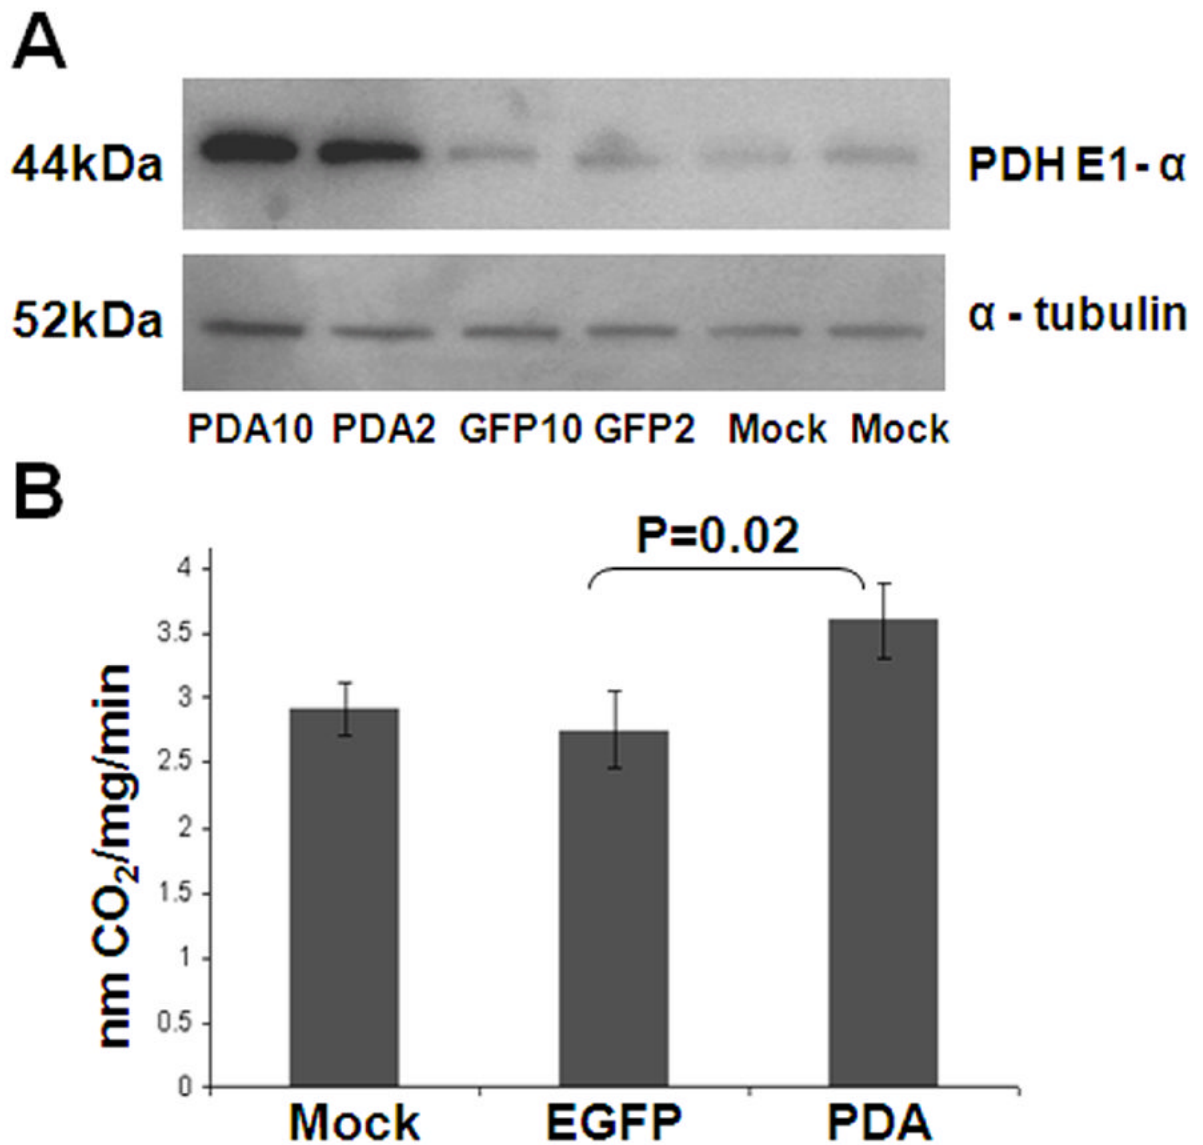 A
44kDa
PDH E1- α
52kDa
α - tubulin
PDA10 PDA2 GFP10 GFP2 Mock Mock
B
P=0.02
nm CO₂/mg/min
4
3.5
3
2.5
2
1.5
1
0.5
0
Mock EGFP PDA